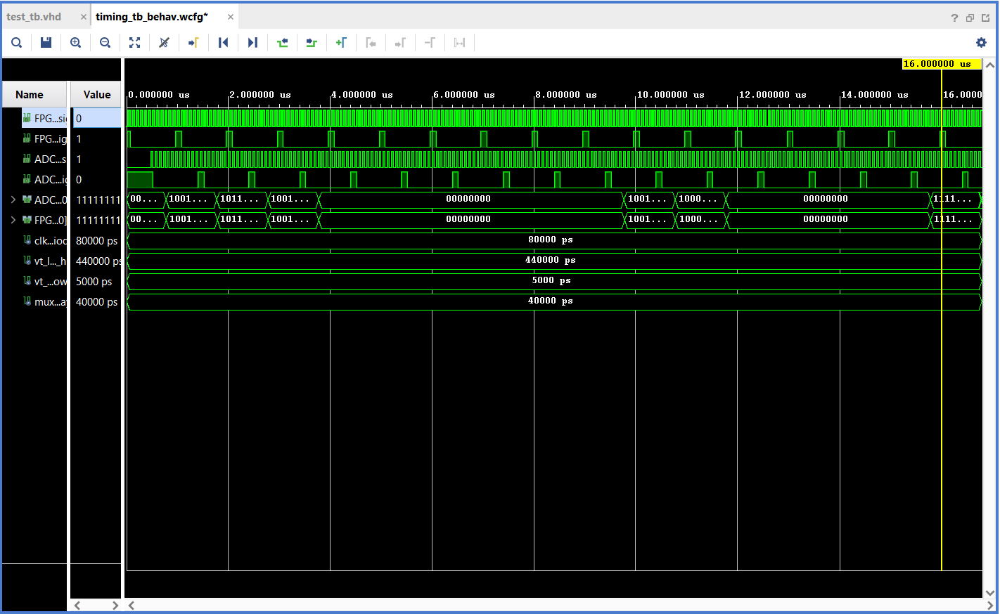 test_tb.vhd × timing_tb_behav.wcfg* ×
?
16.000000 us
Name Value
0.000000 us 2.000000 us 4.000000 us 6.000000 us 8.000000 us 10.000000 us 12.000000 us 14.000000 us 16.0000
FPG...si 0
FPG...ig 1
ADC...s 1
ADC...i 0
ADC...0 11111111 00... 1001... 1011... 1001... 00000000 1001... 1000... 00000000 1111...
FPG...0] 11111111 00... 1001... 1011... 1001... 00000000 1001... 1000... 00000000 1111...
clk...ioc 80000 ps 80000 ps
vt_l..._h 440000 ps 440000 ps
vt_...ow 5000 ps 5000 ps
mux...a 40000 ps 40000 ps